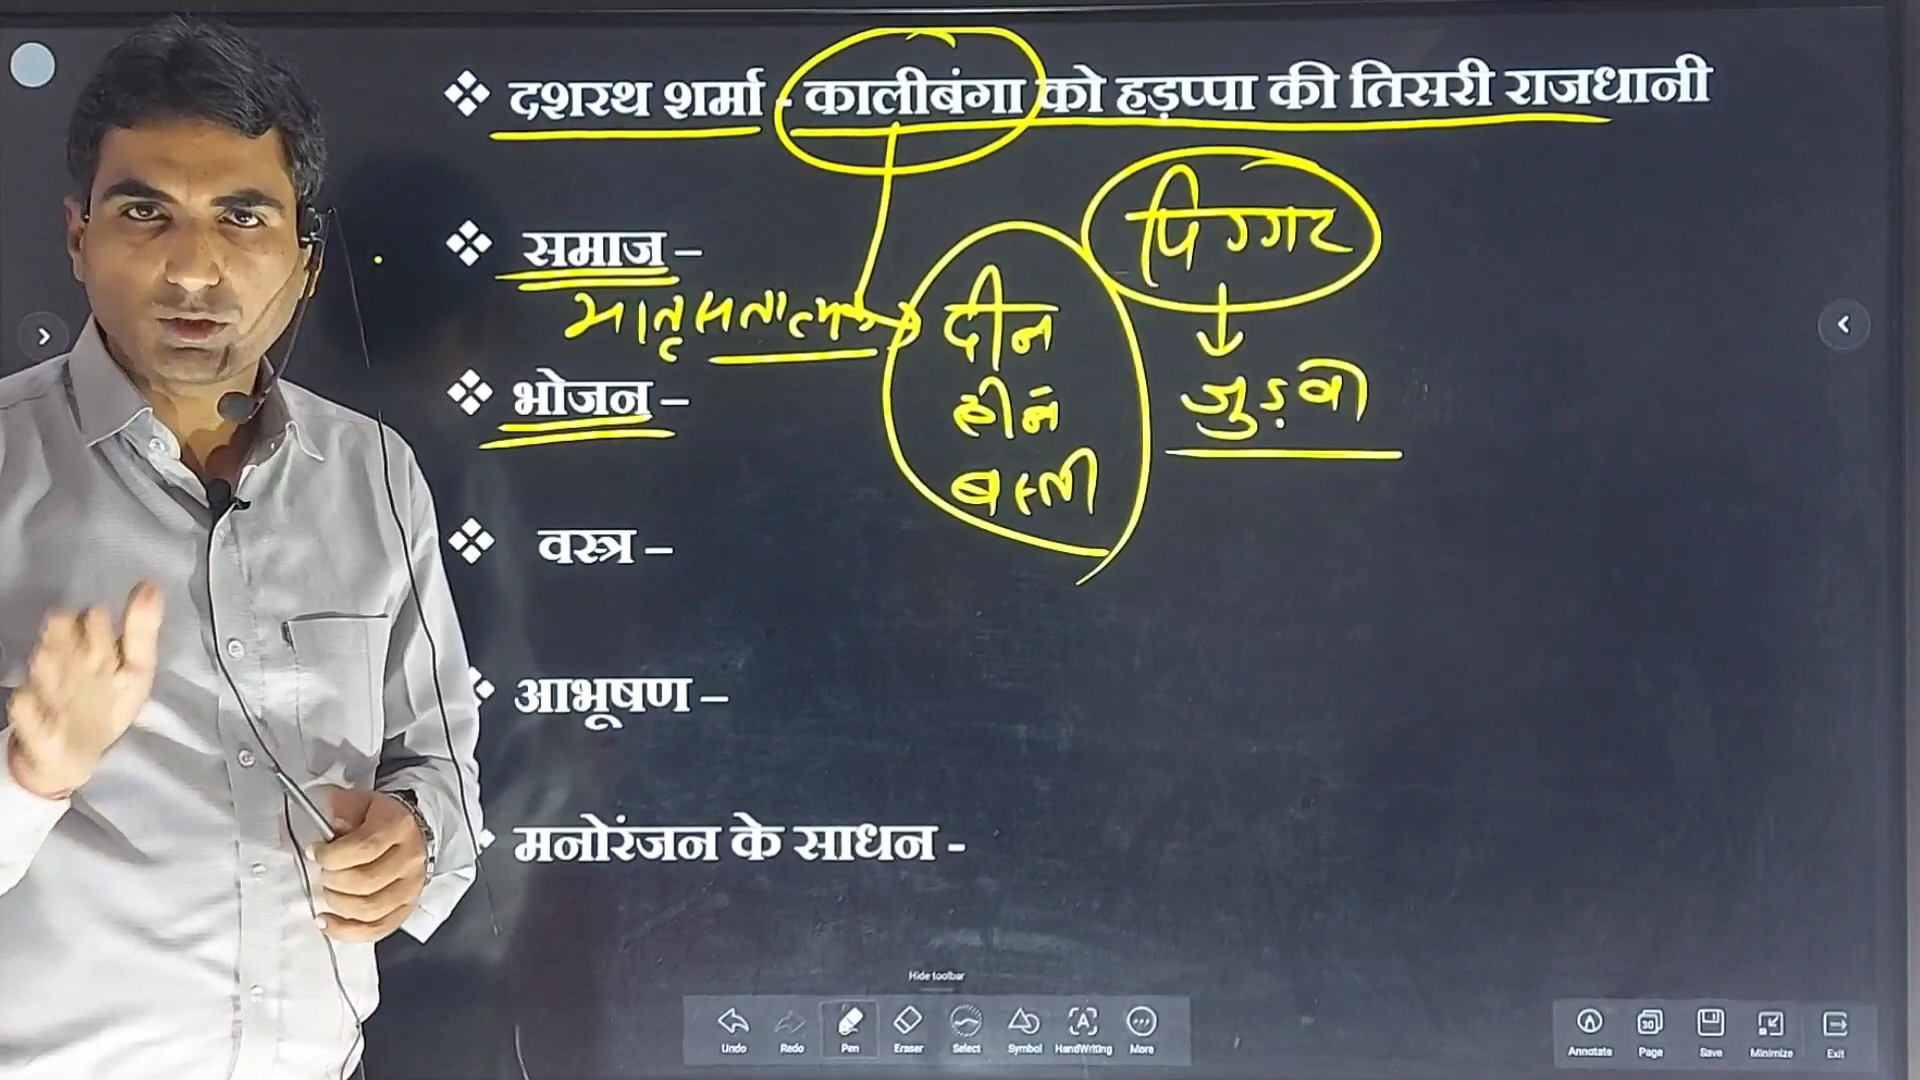 ❖ दशरथ शर्मा - कालीबंगा को हड़प्पा की तिसरी राजधानी
पिग्गट
❖ समाज –
मातृसत्तात्मक
दीन
हीन
बस्ती
जुड़वा
❖ भोजन –
❖ वस्त्र –
❖ आभूषण –
❖ मनोरंजन के साधन -
Hide toolbar
Undo Redo Pen Eraser Select Symbol HandWriting More
Annotate Page Save Minimize Exit
30